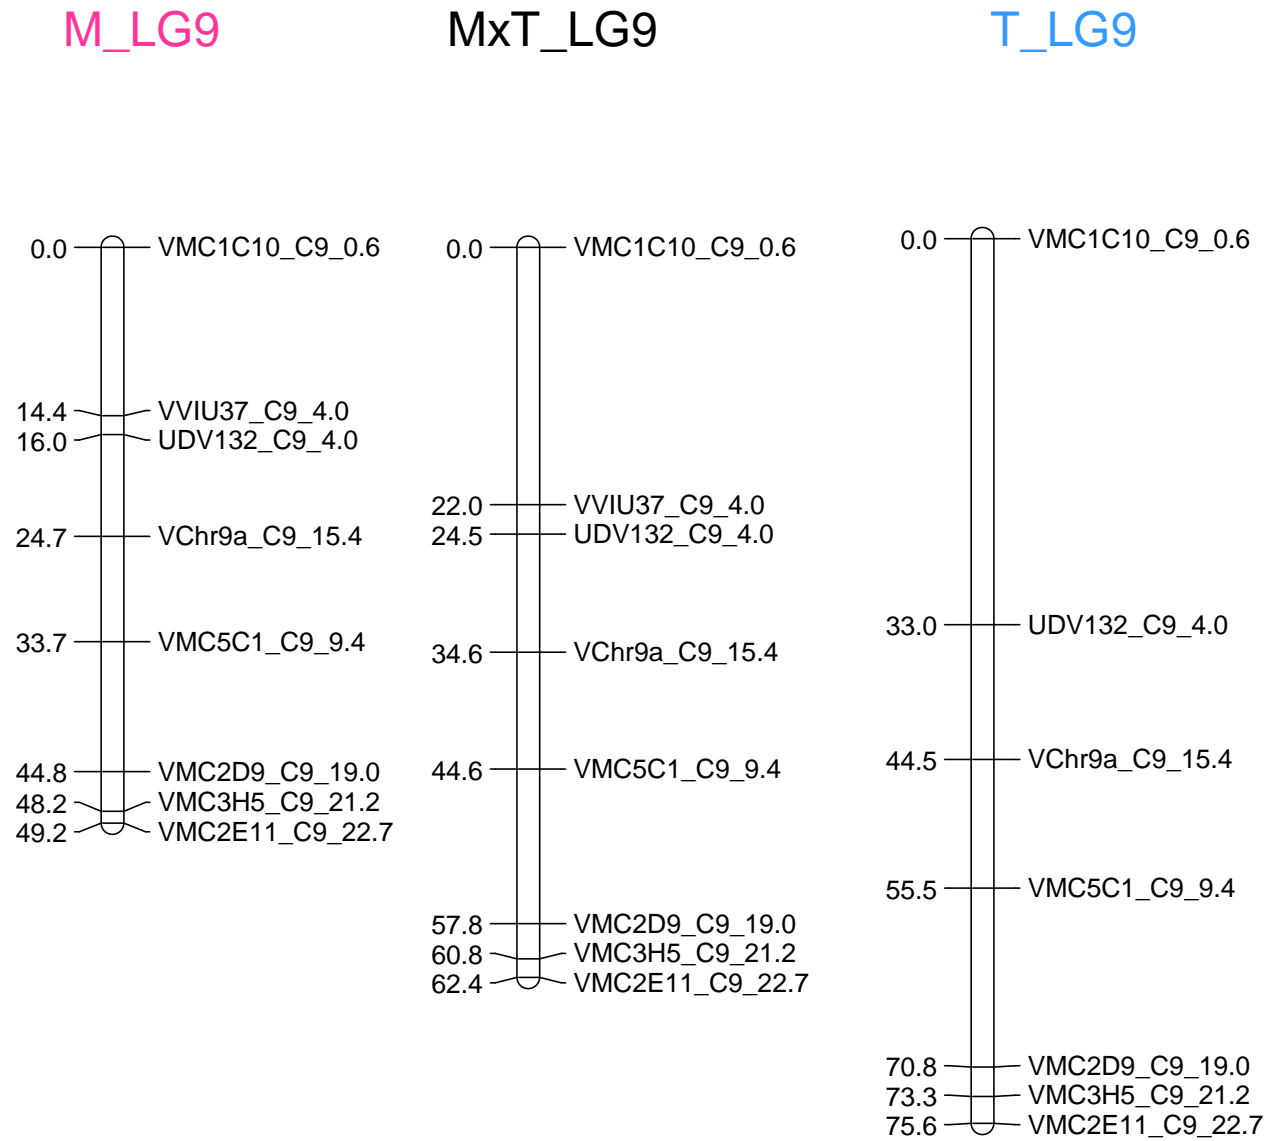 M_LG9
0.0 VMC1C10_C9_0.6
14.4 VVIU37_C9_4.0
16.0 UDV132_C9_4.0
24.7 VChr9a_C9_15.4
33.7 VMC5C1_C9_9.4
44.8 VMC2D9_C9_19.0
48.2 VMC3H5_C9_21.2
49.2 VMC2E11_C9_22.7
MxT_LG9
0.0 VMC1C10_C9_0.6
22.0 VVIU37_C9_4.0
24.5 UDV132_C9_4.0
34.6 VChr9a_C9_15.4
44.6 VMC5C1_C9_9.4
57.8 VMC2D9_C9_19.0
60.8 VMC3H5_C9_21.2
62.4 VMC2E11_C9_22.7
T_LG9
0.0 VMC1C10_C9_0.6
33.0 UDV132_C9_4.0
44.5 VChr9a_C9_15.4
55.5 VMC5C1_C9_9.4
70.8 VMC2D9_C9_19.0
73.3 VMC3H5_C9_21.2
75.6 VMC2E11_C9_22.7